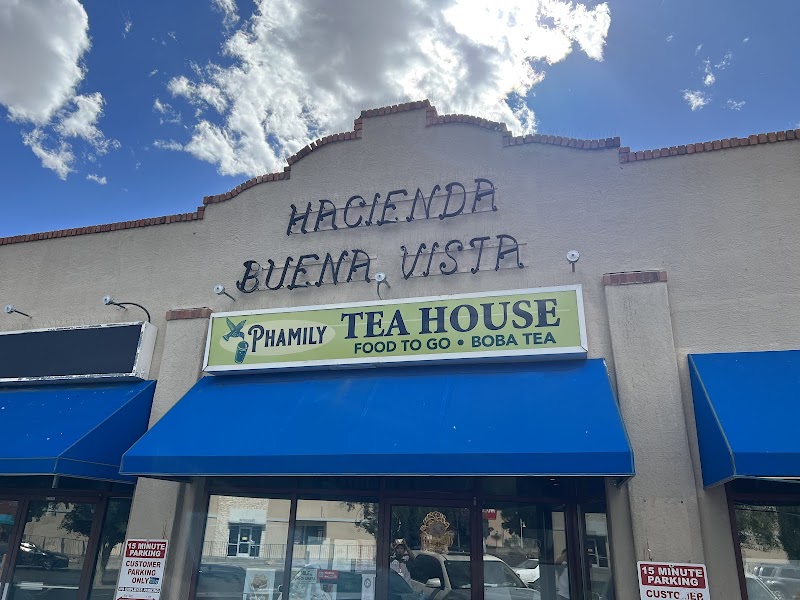 HACIENDA
BUENA VISTA
PHAMILY TEA HOUSE
FOOD TO GO • BOBA TEA
15 MINUTE
PARKING
CUSTOMER
PARKING
ONLY
15 MINUTE
PARKING